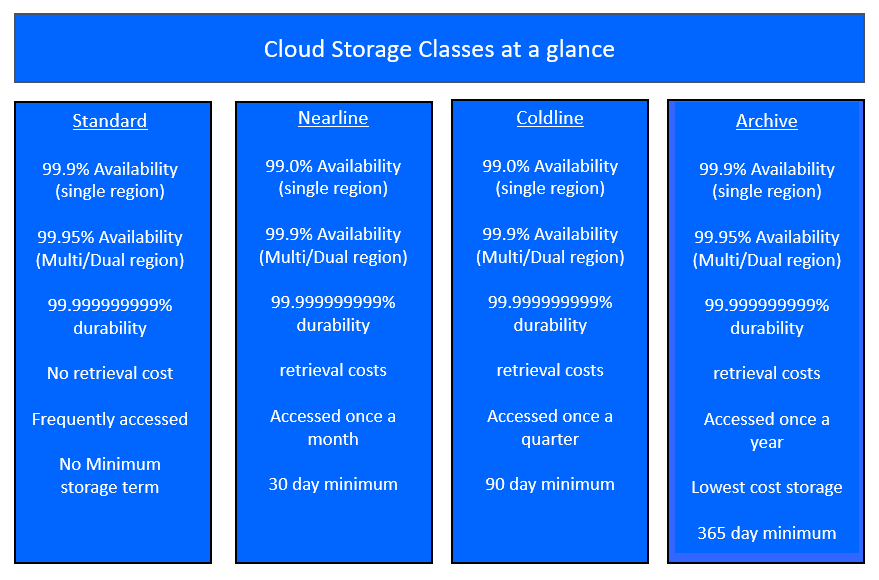 Cloud Storage Classes at a glance
Standard
99.9% Availability
(single region)
99.95% Availability
(Multi/Dual region)
99.999999999%
durability
No retrieval cost
Frequently accessed
No Minimum
storage term
Nearline
99.0% Availability
(single region)
99.9% Availability
(Multi/Dual region)
99.999999999%
durability
retrieval costs
Accessed once a
month
30 day minimum
Coldline
99.0% Availability
(single region)
99.9% Availability
(Multi/Dual region)
99.999999999%
durability
retrieval costs
Accessed once a
quarter
90 day minimum
Archive
99.9% Availability
(single region)
99.95% Availability
(Multi/Dual region)
99.999999999%
durability
retrieval costs
Accessed once a
year
Lowest cost storage
365 day minimum